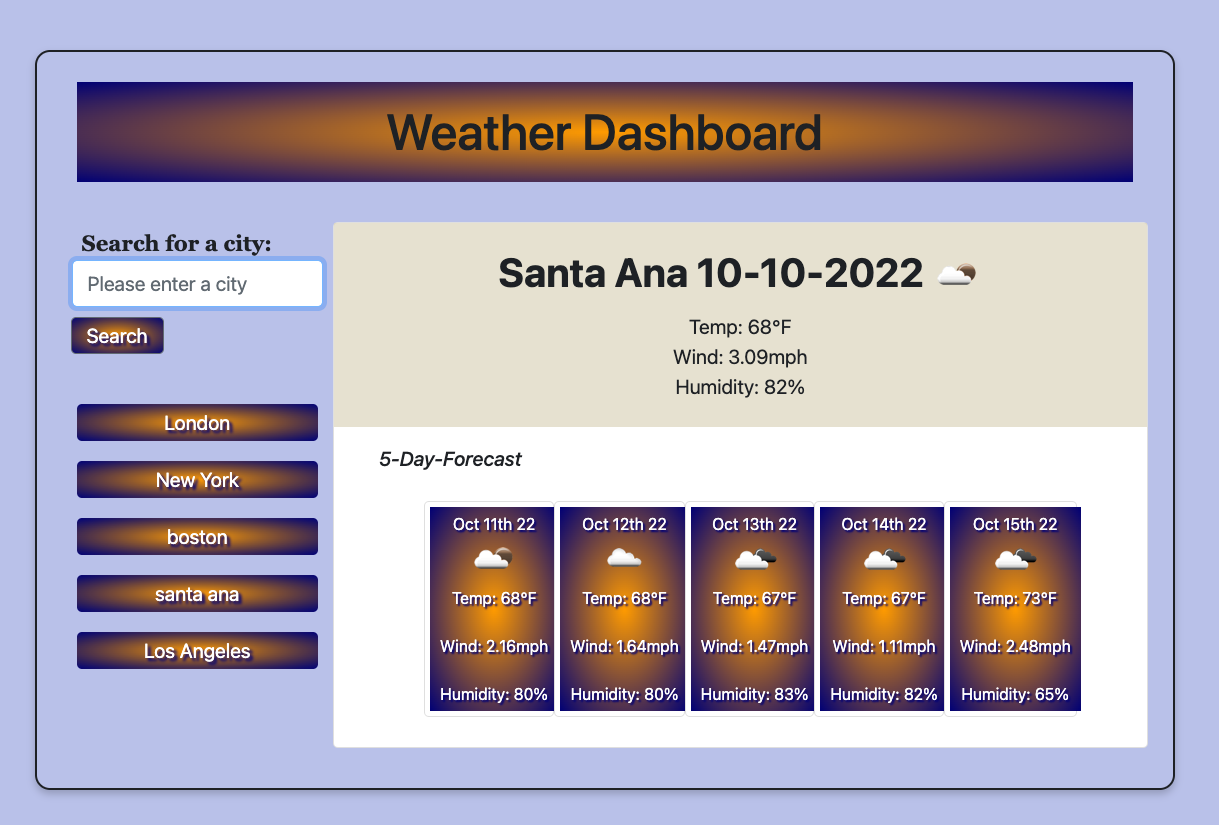 Weather Dashboard
Search for a city:
Please enter a city
Search
London
New York
boston
santa ana
Los Angeles
Santa Ana 10-10-2022
Temp: 68°F
Wind: 3.09mph
Humidity: 82%
5-Day-Forecast
Oct 11th 22
Temp: 68°F
Wind: 2.16mph
Humidity: 80%
Oct 12th 22
Temp: 68°F
Wind: 1.64mph
Humidity: 80%
Oct 13th 22
Temp: 67°F
Wind: 1.47mph
Humidity: 83%
Oct 14th 22
Temp: 67°F
Wind: 1.11mph
Humidity: 82%
Oct 15th 22
Temp: 73°F
Wind: 2.48mph
Humidity: 65%